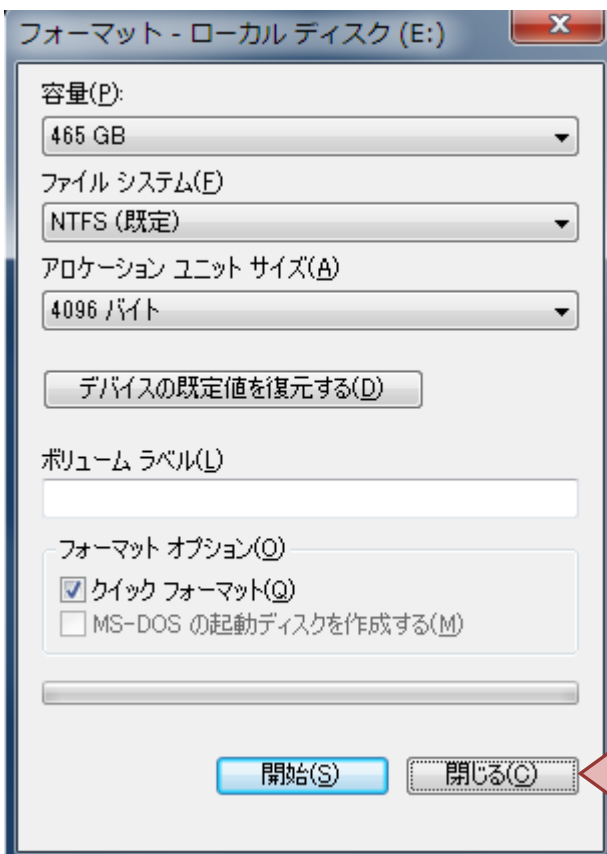 フォーマット - ローカル ディスク (E:)
容量(P):
465 GB
ファイル システム(F)
NTFS (既定)
アロケーション ユニット サイズ(A)
4096 バイト
デバイスの既定値を復元する(D)
ボリューム ラベル(L)
フォーマット オプション(O)
クイック フォーマット(Q)
MS-DOS の起動ディスクを作成する(M)
開始(S)
閉じる(C)